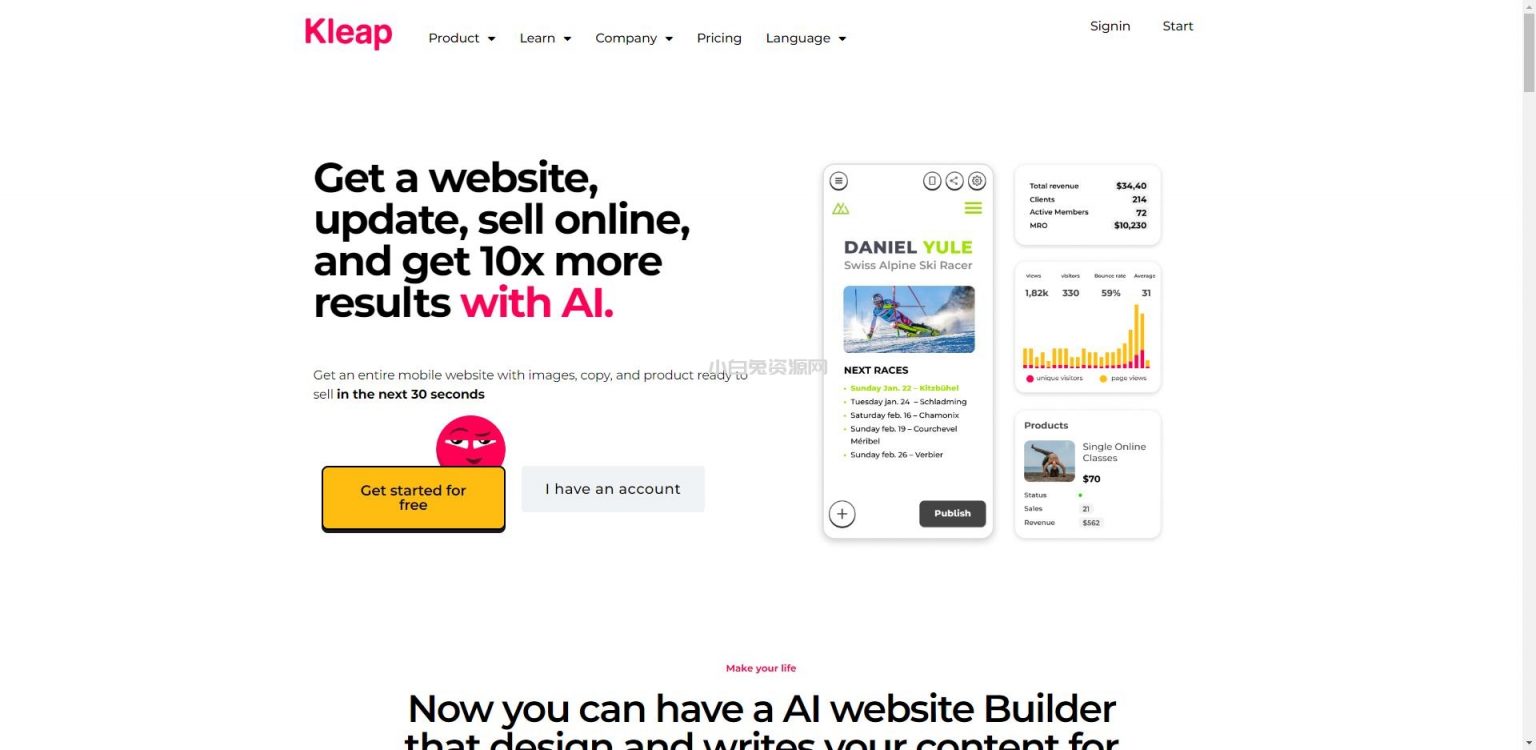 Kleap
Product
Learn
Company
Pricing
Language
Signin
Start
Get a website,
update, sell online,
and get 10x more
results with AI.
Get an entire mobile website with images, copy, and product ready to
sell in the next 30 seconds
Get started for
free
I have an account
DANIEL YULE
Swiss Alpine Ski Racer
NEXT RACES
Sunday Jan. 22 – Kitzbühel
Tuesday jan. 24 – Schladming
Saturday feb. 16 – Chamonix
Sunday feb. 19 – Courchevel
Méribel
Sunday feb. 26 – Verbier
Publish
Total revenue $34,40
Clients 214
Active Members 72
MRO $10,230
views visitors Bounce rate Average
1,82k 330 59% 31
unique visitors page views
Products
Single Online
Classes
$70
Status
Sales 21
Revenue $562
小白兔资源网
Make your life
Now you can have a AI website Builder
that design and writes your content for